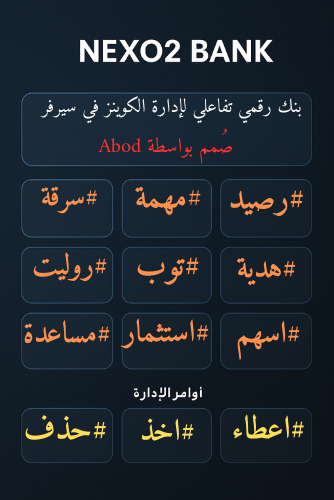 NEXO2 BANK
بنك رقمي تفاعلي لإدارة الكوينز في سيرفر
صُمم بواسطة Abod
#رصيد #مهمة #سرقة
#هدية #توب #روليت
#اسهم #استثمار #مساعدة
أوامر الإدارة
#اعطاء #اخذ #حذف